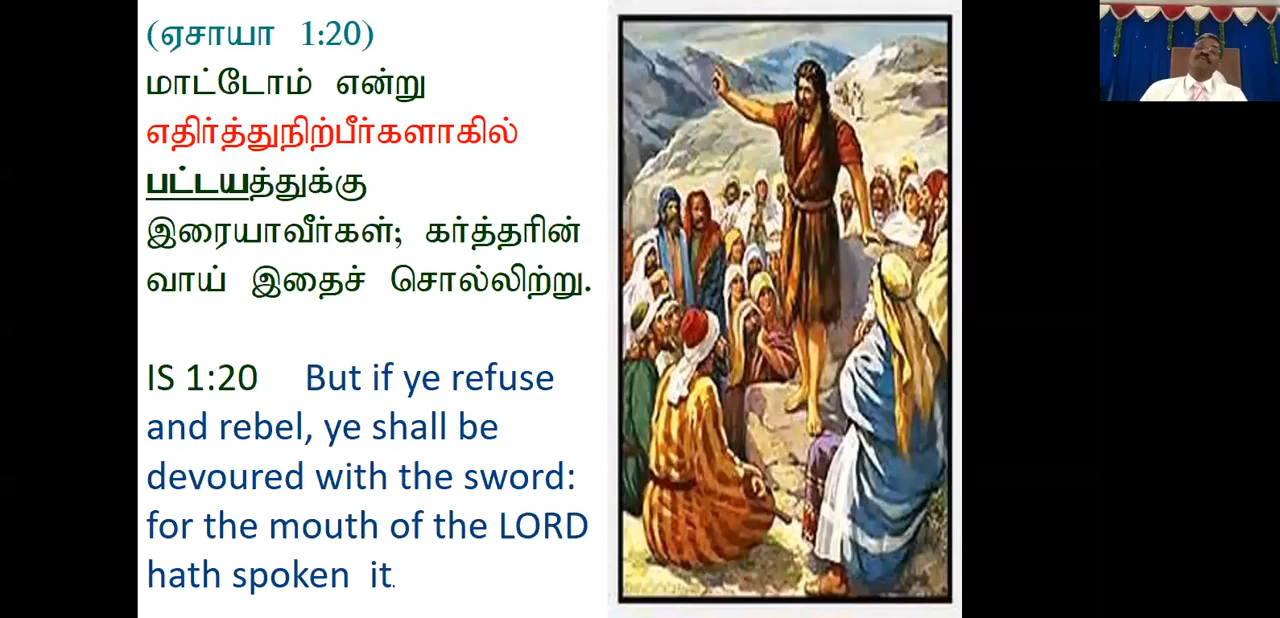 (ஏசாயா 1:20)
மாட்டோம் என்று
எதிர்த்துநிற்பீர்களாகில்
பட்டயத்துக்கு
இரையாவீர்கள்; கர்த்தரின்
வாய் இதைச் சொல்லிற்று.
IS 1:20 But if ye refuse
and rebel, ye shall be
devoured with the sword:
for the mouth of the LORD
hath spoken it.